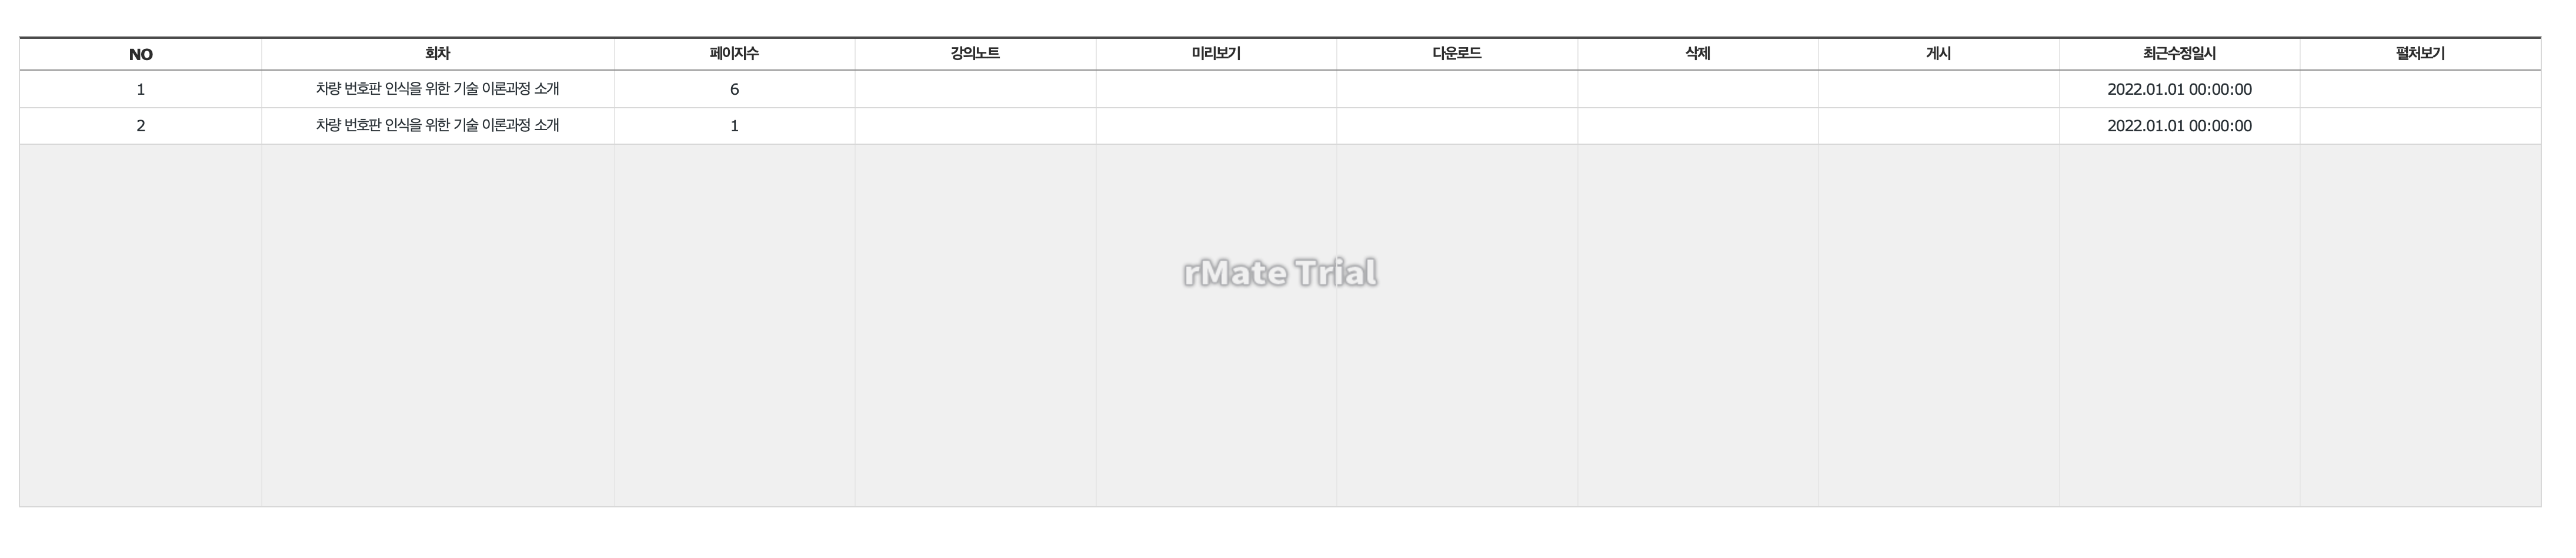 NO 회차 페이지수 강의노트 미리보기 다운로드 삭제 게시 최근수정일시 펼쳐보기
1 차량 번호판 인식을 위한 기술 이론과정 소개 6 2022.01.01 00:00:00
2 차량 번호판 인식을 위한 기술 이론과정 소개 1 2022.01.01 00:00:00
rMate Trial